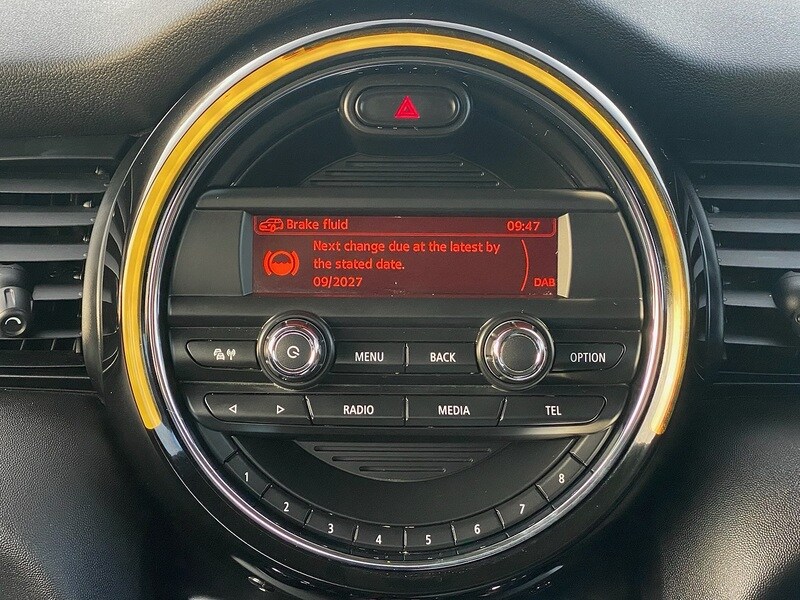 Brake fluid 09:47
Next change due at the latest by
the stated date.
09/2027
DAB
MENU BACK OPTION
RADIO MEDIA TEL
1 2 3 4 5 6 7 8